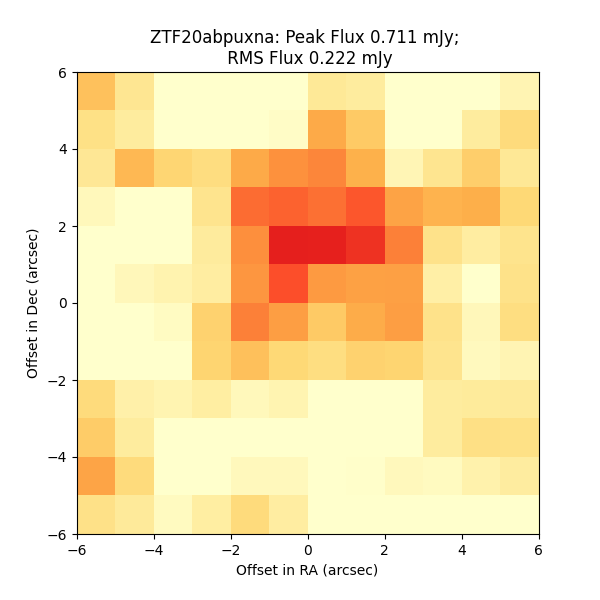 ZTF20abpuxna: Peak Flux 0.711 mJy;
RMS Flux 0.222 mJy
6
4
2
0
−2
−4
−6
Offset in Dec (arcsec)
−6 −4 −2 0 2 4 6
Offset in RA (arcsec)